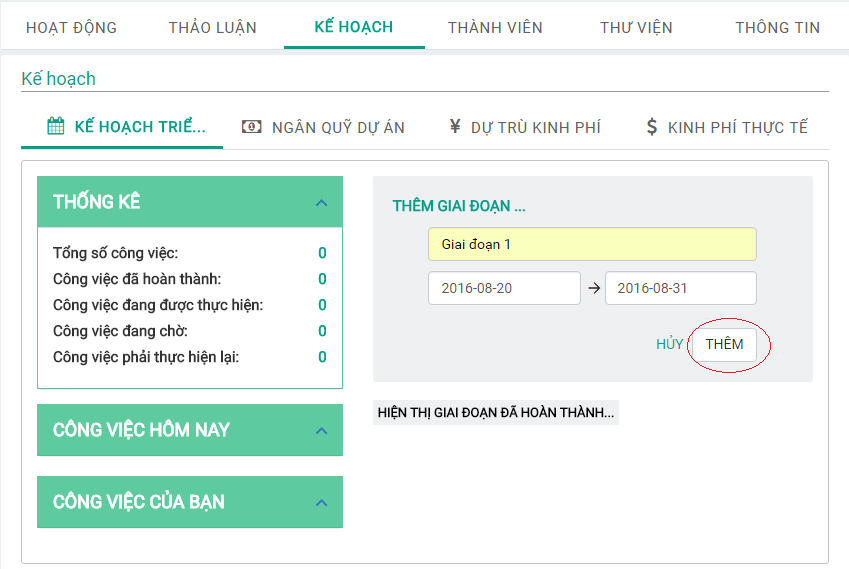 HOẠT ĐỘNG THẢO LUẬN KẾ HOẠCH THÀNH VIÊN THƯ VIỆN THÔNG TIN
Kế hoạch
KẾ HOẠCH TRIỂ... NGÂN QUỸ DỰ ÁN ¥ DỰ TRÙ KINH PHÍ $ KINH PHÍ THỰC TẾ
THỐNG KÊ
Tổng số công việc: 0
Công việc đã hoàn thành: 0
Công việc đang được thực hiện: 0
Công việc đang chờ: 0
Công việc phải thực hiện lại: 0
CÔNG VIỆC HÔM NAY
CÔNG VIỆC CỦA BẠN
THÊM GIAI ĐOẠN ...
Giai đoạn 1
2016-08-20 → 2016-08-31
HỦY THÊM
HIỆN THỊ GIAI ĐOẠN ĐÃ HOÀN THÀNH...